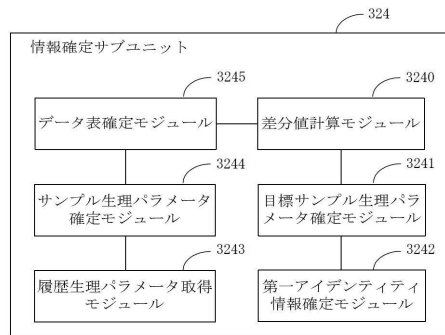 324
情報確定サブユニット
3245
3240
データ表確定モジュール
差分値計算モジュール
3244
3241
サンプル生理パラメータ
確定モジュール
目標サンプル生理パラ
メータ確定モジュール
3243
3242
履歴生理パラメータ取得
モジュール
第一アイデンティティ
情報確定モジュール